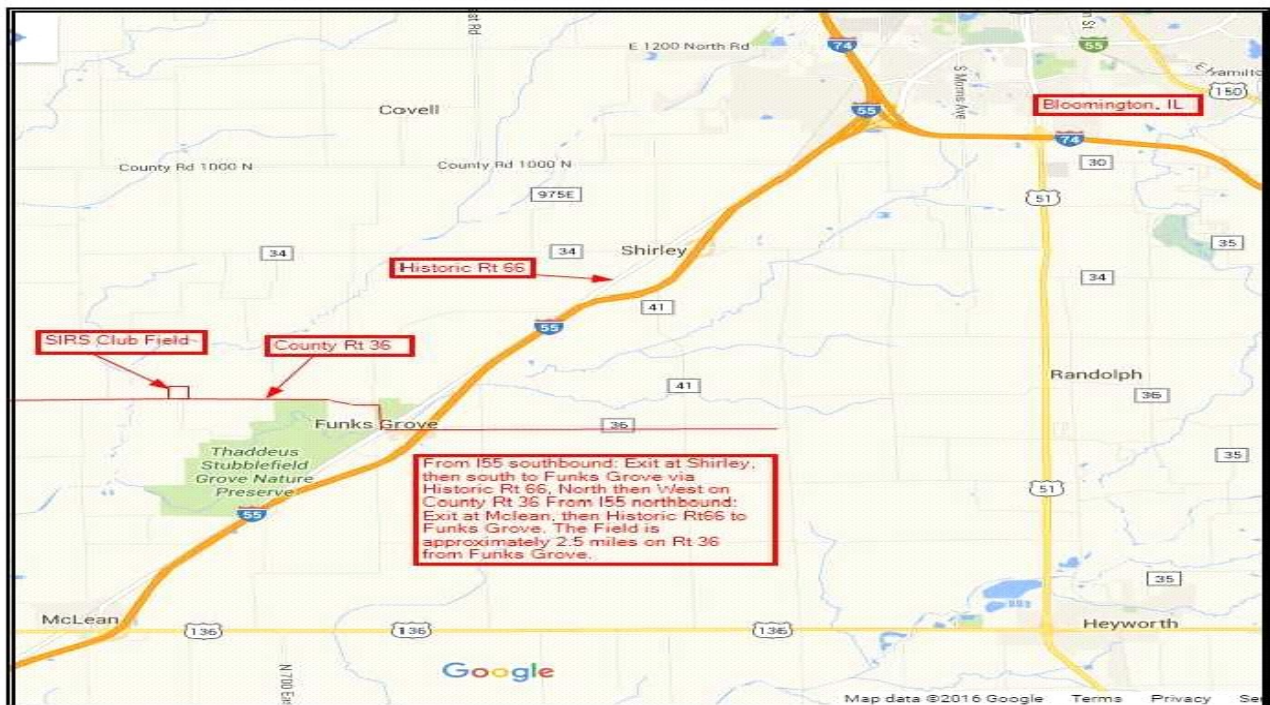 E 1200 North Rd
74
55
S Morris Ave
150
Bloomington, IL
Covell
55
74
County Rd 1000 N
County Rd 1000 N
30
975E
51
34
34
Shirley
35
Historic Rt 66
34
41
55
SIRS Club Field
County Rt 36
Randolph
41
36
Funks Grove
36
Thaddeus
Stubblefield
Grove Nature
Preserve
35
From I55 southbound: Exit at Shirley,
then south to Funks Grove via
Historic Rt 66, North then West on
County Rt 36 From I55 northbound:
Exit at Mclean, then Historic Rt66 to
Funks Grove. The Field is
approximately 2.5 miles on Rt 36
from Funks Grove.
51
55
35
McLean
136
136
136
Heyworth
Google
Map data ©2016 Google
Terms
Privacy